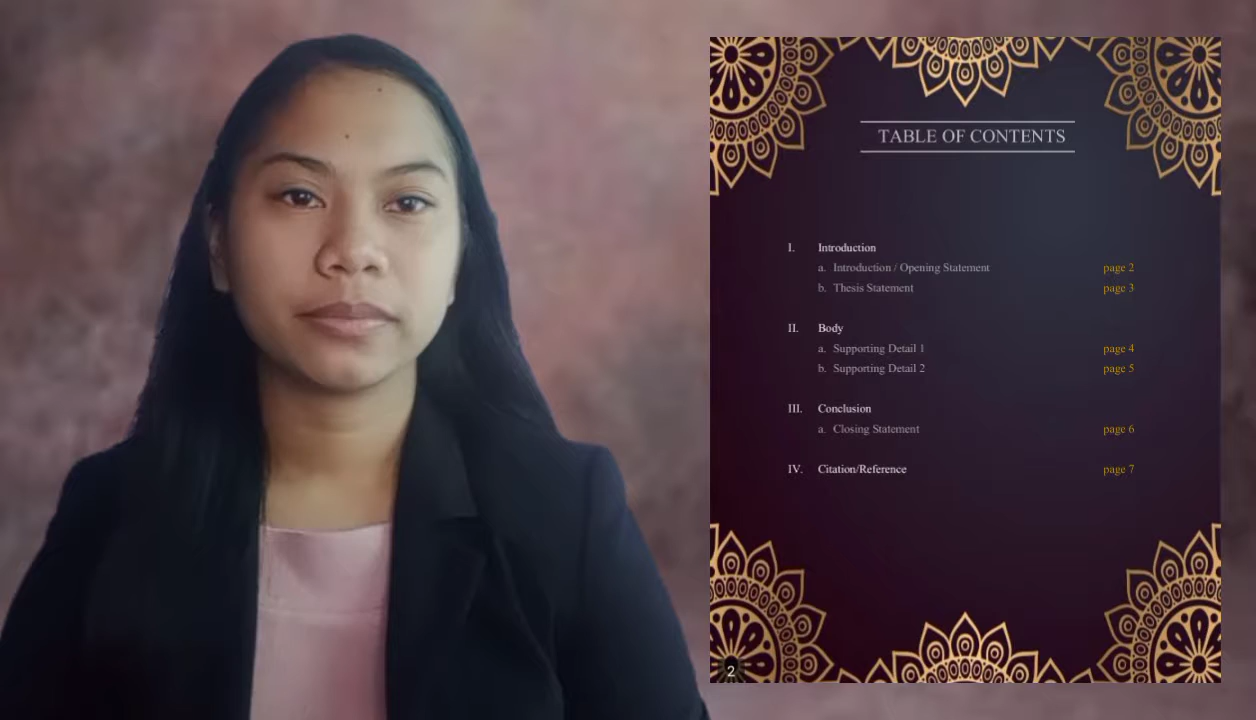 TABLE OF CONTENTS
I. Introduction
a. Introduction / Opening Statement page 2
b. Thesis Statement page 3
II. Body
a. Supporting Detail 1 page 4
b. Supporting Detail 2 page 5
III. Conclusion
a. Closing Statement page 6
IV. Citation/Reference page 7
2